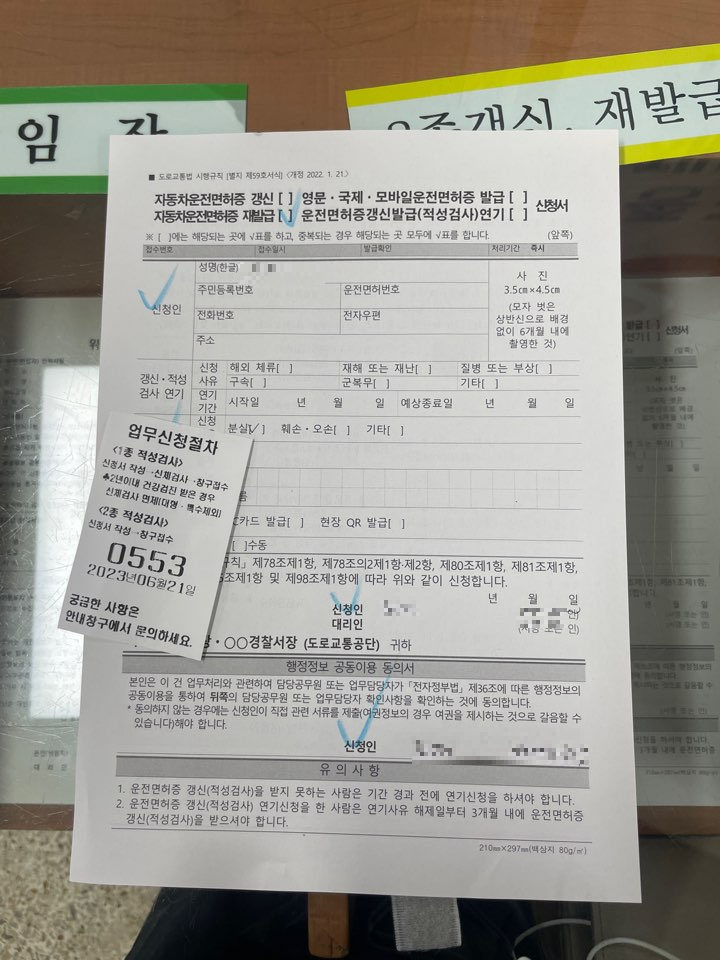 임
2종갱신, 재발급
■ 도로교통법 시행규칙 [별지 제59호서식] <개정 2022. 1. 21.>
자동차운전면허증 갱신 [ ] 영문 · 국제 · 모바일운전면허증 발급 [ ]
자동차운전면허증 재발급 [√] 운전면허증갱신발급(적성검사)연기 [ ]
신청서
※ [ ]에는 해당되는 곳에 √표를 하고, 중복되는 경우 해당되는 곳 모두에 √표를 합니다. (앞쪽)
접수번호 접수일시 발급확인 처리기간 즉시
신청인
성명(한글)
주민등록번호 운전면허번호
전화번호 전자우편
주소
사 진
3.5㎝×4.5㎝
(모자 벗은
상반신으로 배경
없이 6개월 내에
촬영한 것)
갱신 · 적성
검사 연기
신청
사유
해외 체류[ ] 재해 또는 재난[ ] 질병 또는 부상[ ]
구속[ ] 군복무[ ] 기타[ ]
연기
기간
시작일 년 월 일 예상종료일 년 월 일
신청
분실[√] 훼손 · 오손[ ] 기타[ ]
C카드 발급[ ] 현장 QR 발급[ ]
[ ]수동
규칙」 제78조제1항, 제78조의2제1항·제2항, 제80조제1항, 제81조제1항,
조제1항 및 제98조제1항에 따라 위와 같이 신청합니다.
년 월 일
신청인
대리인
(서명 또는 인)
장 · ○○경찰서장 (도로교통공단) 귀하
행정정보 공동이용 동의서
본인은 이 건 업무처리와 관련하여 담당공무원 또는 업무담당자가 「전자정부법」 제36조에 따른 행정정보의
공동이용을 통하여 뒤쪽의 담당공무원 또는 업무담당자 확인사항을 확인하는 것에 동의합니다.
* 동의하지 않는 경우에는 신청인이 직접 관련 서류를 제출(여권정보의 경우 여권을 제시하는 것으로 갈음할 수
있습니다)해야 합니다.
신청인
유 의 사 항
1. 운전면허증 갱신(적성검사)을 받지 못하는 사람은 기간 경과 전에 연기신청을 하셔야 합니다.
2. 운전면허증 갱신(적성검사) 연기신청을 한 사람은 연기사유 해제일부터 3개월 내에 운전면허증
갱신(적성검사)을 받으셔야 합니다.
210㎜×297㎜(백상지 80g/㎡)
업무신청절차
<1종 적성검사>
신청서 작성→신체검사→창구접수
♣2년이내 건강검진 받은 경우
신체검사 면제(대형·특수제외)
<2종 적성검사>
신청서 작성→창구접수
0553
2023년06월21일
궁금한 사항은
안내창구에서 문의하세요.